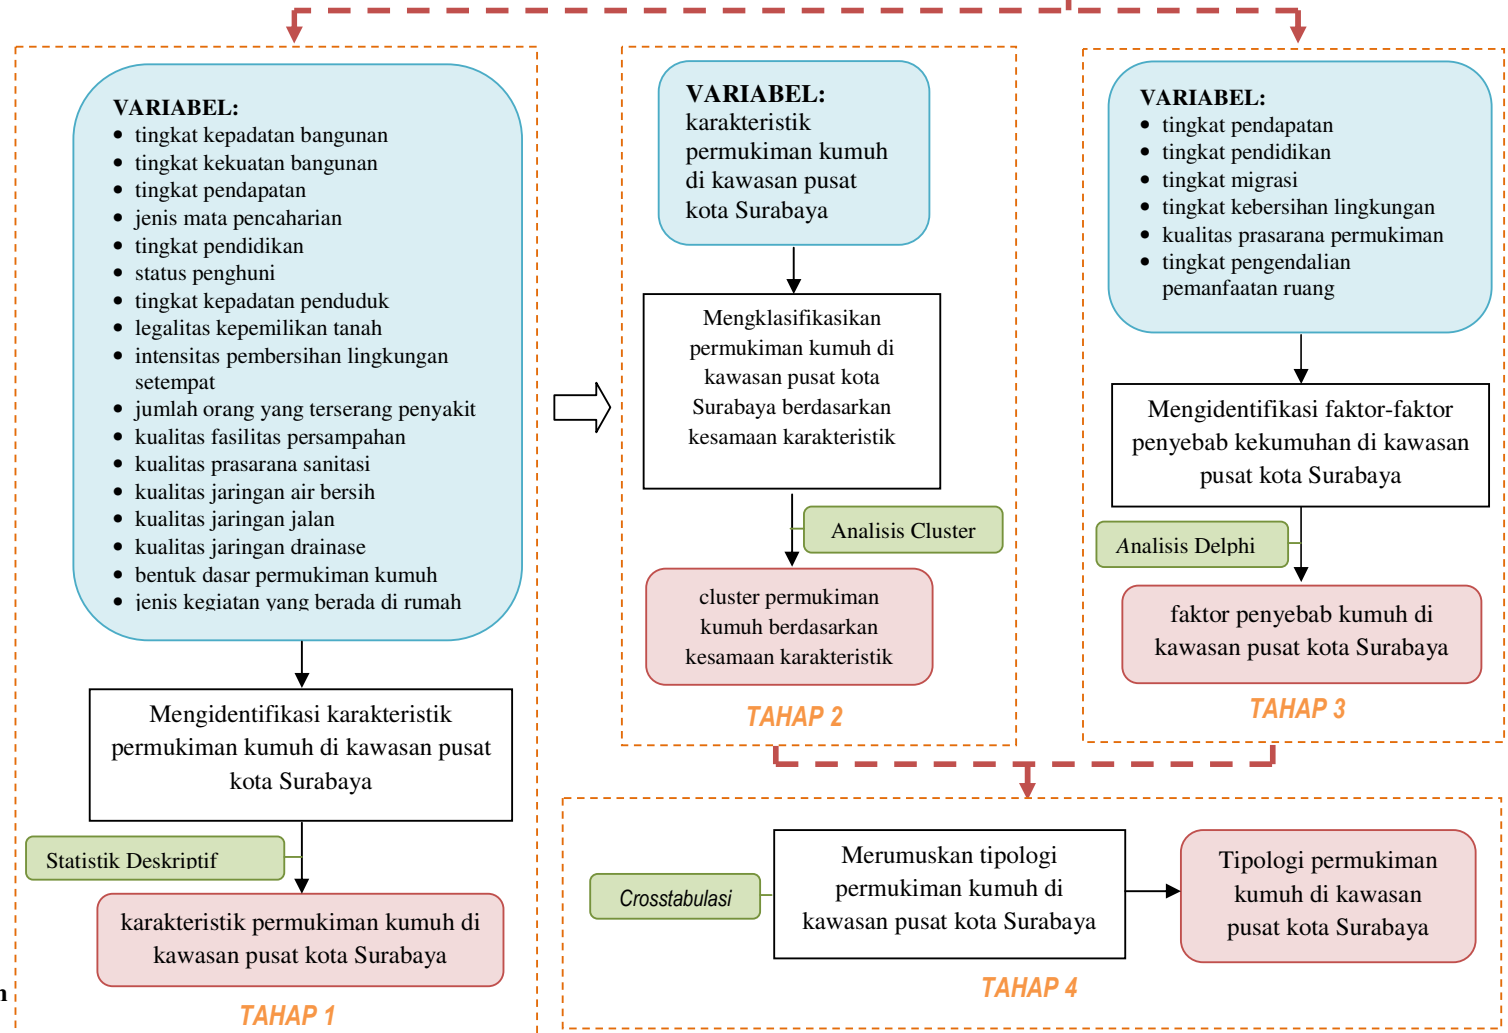 VARIABEL:
• tingkat kepadatan bangunan
• tingkat kekuatan bangunan
• tingkat pendapatan
• jenis mata pencaharian
• tingkat pendidikan
• status penghuni
• tingkat kepadatan penduduk
• legalitas kepemilikan tanah
• intensitas pembersihan lingkungan
setempat
• jumlah orang yang terserang penyakit
• kualitas fasilitas persampahan
• kualitas prasarana sanitasi
• kualitas jaringan air bersih
• kualitas jaringan jalan
• kualitas jaringan drainase
• bentuk dasar permukiman kumuh
• jenis kegiatan yang berada di rumah
Mengidentifikasi karakteristik
permukiman kumuh di kawasan pusat
kota Surabaya
Statistik Deskriptif
karakteristik permukiman kumuh di
kawasan pusat kota Surabaya
TAHAP 1
n
VARIABEL:
karakteristik
permukiman kumuh
di kawasan pusat
kota Surabaya
Mengklasifikasikan
permukiman kumuh di
kawasan pusat kota
Surabaya berdasarkan
kesamaan karakteristik
Analisis Cluster
cluster permukiman
kumuh berdasarkan
kesamaan karakteristik
TAHAP 2
VARIABEL:
• tingkat pendapatan
• tingkat pendidikan
• tingkat migrasi
• tingkat kebersihan lingkungan
• kualitas prasarana permukiman
• tingkat pengendalian
pemanfaatan ruang
Mengidentifikasi faktor-faktor
penyebab kekumuhan di kawasan
pusat kota Surabaya
Analisis Delphi
faktor penyebab kumuh di
kawasan pusat kota Surabaya
TAHAP 3
Crosstabulasi
Merumuskan tipologi
permukiman kumuh di
kawasan pusat kota Surabaya
Tipologi permukiman
kumuh di kawasan
pusat kota Surabaya
TAHAP 4